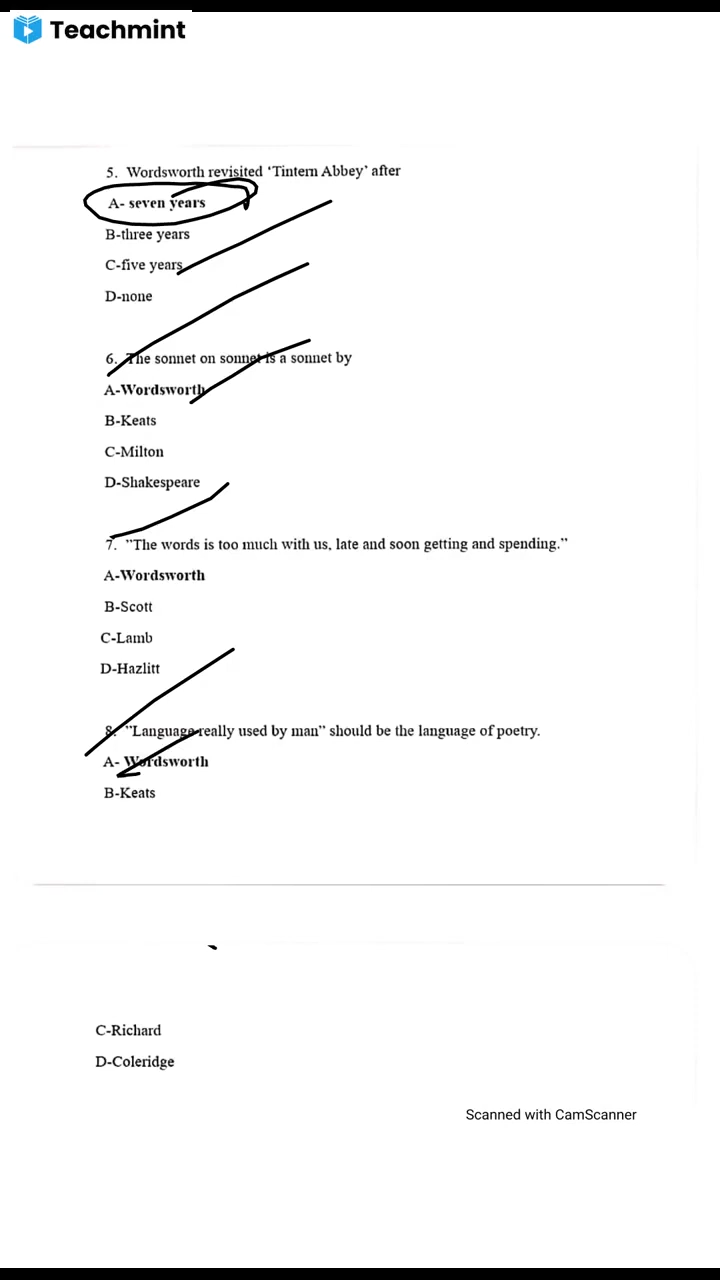 Teachmint
5. Wordsworth revisited ‘Tintern Abbey’ after
A- seven years
B-three years
C-five years
D-none
6. The sonnet on sonnet is a sonnet by
A-Wordsworth
B-Keats
C-Milton
D-Shakespeare
7. "The words is too much with us, late and soon getting and spending.”
A-Wordsworth
B-Scott
C-Lamb
D-Hazlitt
8. "Language really used by man” should be the language of poetry.
A- Wordsworth
B-Keats
C-Richard
D-Coleridge
Scanned with CamScanner